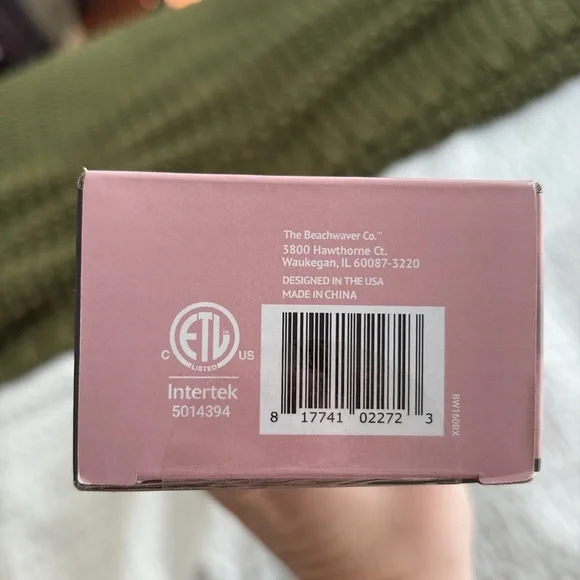 The Beachwaver Co.™
3800 Hawthorne Ct.
Waukegan, IL 60087-3220
DESIGNED IN THE USA
MADE IN CHINA
C ETL US
LISTED
Intertek
5014394
8 17741 02272 3
BW1608X